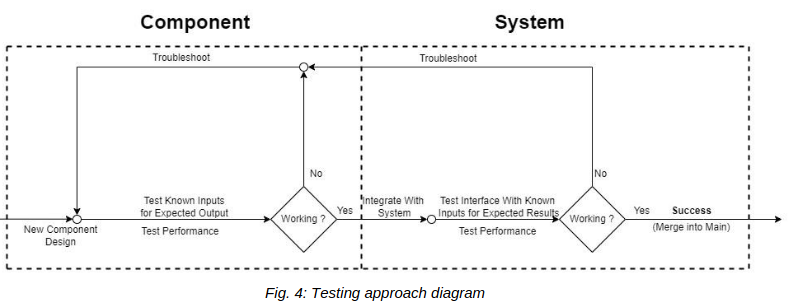 Component
System
Troubleshoot
Troubleshoot
No
No
New Component
Design
Test Known Inputs
for Expected Output
Test Performance
Working ?
Yes
Integrate With
System
Test Interface With Known
Inputs for Expected Results
Test Performance
Working ?
Yes
Success
(Merge into Main)
Fig. 4: Testing approach diagram